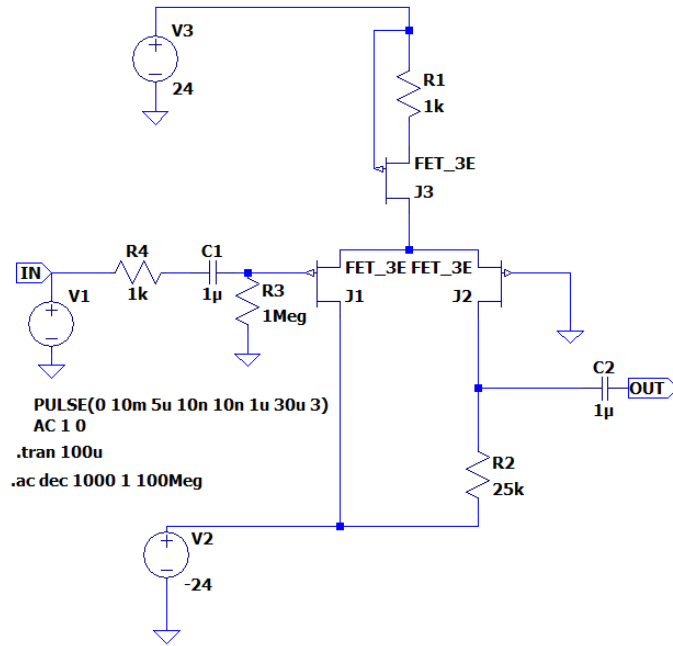 V3
24
R1
1k
FET_3E
J3
IN
R4
1k
C1
1µ
V1
R3
1Meg
FET_3E
J1
FET_3E
J2
C2
1µ
OUT
PULSE(0 10m 5u 10n 10n 1u 30u 3)
AC 1 0
.tran 100u
.ac dec 1000 1 100Meg
R2
25k
V2
-24